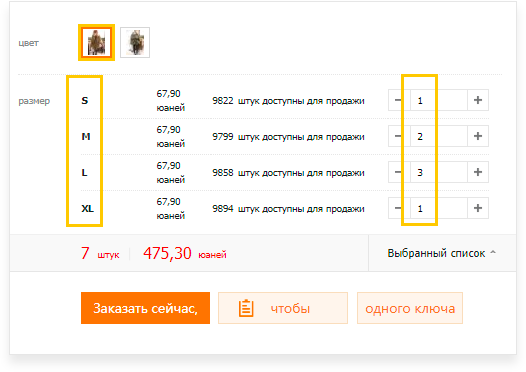 цвет
размер
S 67,90 юаней 9822 штук доступны для продажи − 1 +
M 67,90 юаней 9799 штук доступны для продажи − 2 +
L 67,90 юаней 9858 штук доступны для продажи − 3 +
XL 67,90 юаней 9894 штук доступны для продажи − 1 +
7 штук 475,30 юаней Выбранный список
Заказать сейчас, чтобы одного ключа